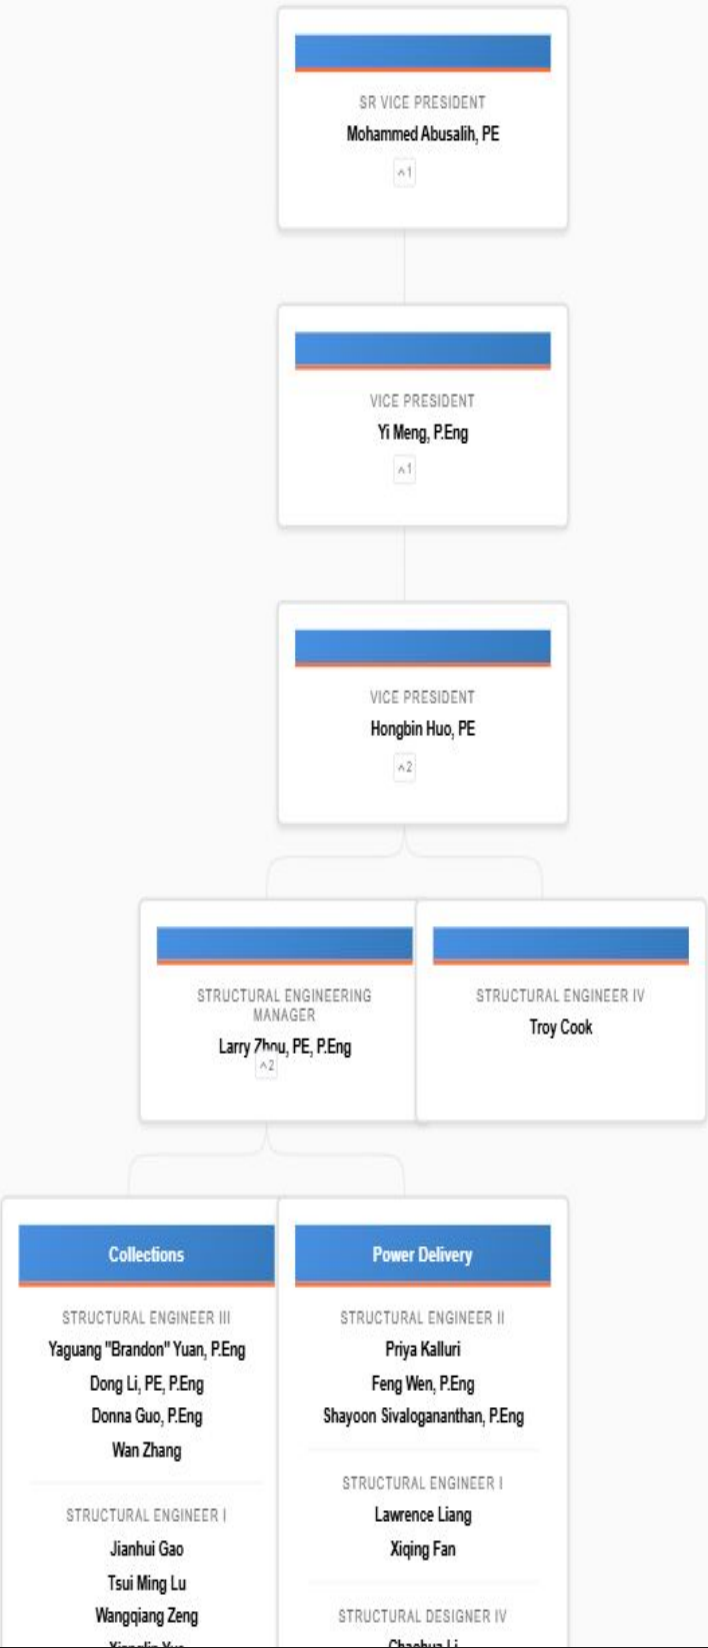 SR VICE PRESIDENT
Mohammed Abusalih, PE
^1
VICE PRESIDENT
Yi Meng, P.Eng
^1
VICE PRESIDENT
Hongbin Huo, PE
^2
STRUCTURAL ENGINEERING
MANAGER
Larry Zhou, PE, P.Eng
^2
STRUCTURAL ENGINEER IV
Troy Cook
Collections
STRUCTURAL ENGINEER III
Yaguang "Brandon" Yuan, P.Eng
Dong Li, PE, P.Eng
Donna Guo, P.Eng
Wan Zhang
STRUCTURAL ENGINEER I
Jianhui Gao
Tsui Ming Lu
Wangqiang Zeng
Power Delivery
STRUCTURAL ENGINEER II
Priya Kalluri
Feng Wen, P.Eng
Shayoon Sivalogananthan, P.Eng
STRUCTURAL ENGINEER I
Lawrence Liang
Xiqing Fan
STRUCTURAL DESIGNER IV